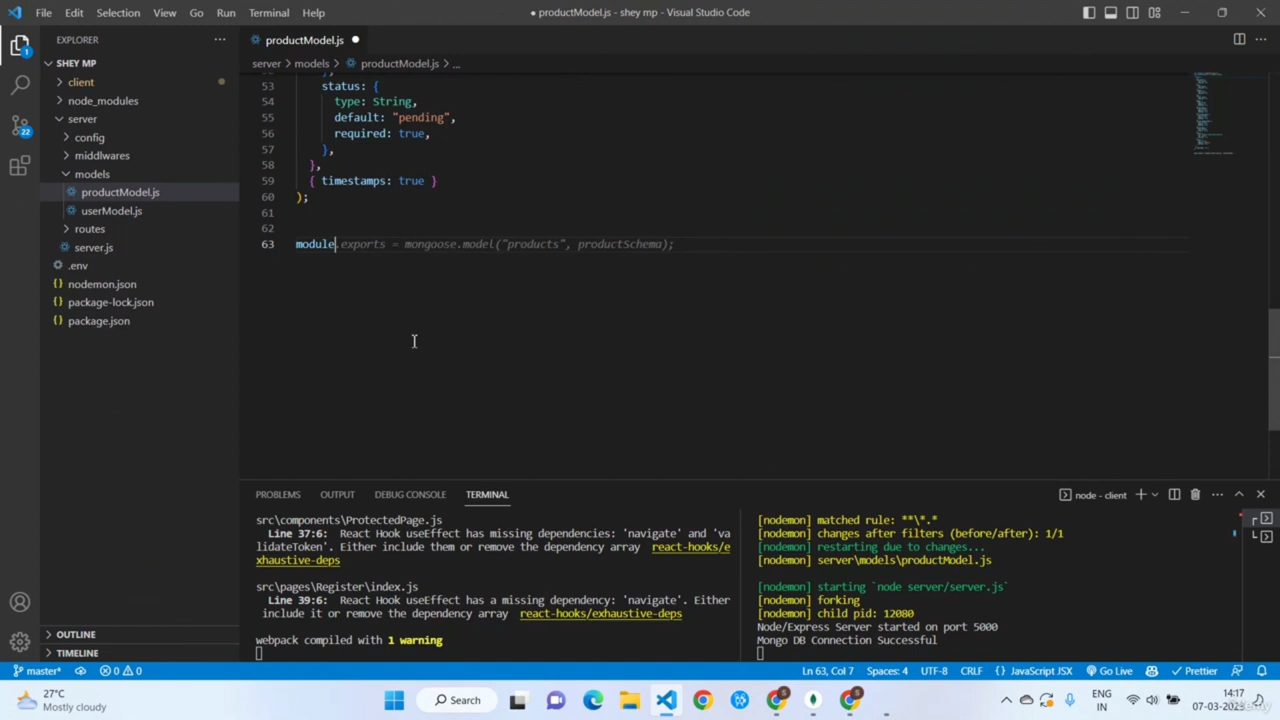 File Edit Selection View Go Run Terminal Help
● productModel.js - shey mp - Visual Studio Code
EXPLORER
SHEY MP
client
node_modules
server
config
middlwares
models
productModel.js
userModel.js
routes
server.js
.env
nodemon.json
package-lock.json
package.json
OUTLINE
TIMELINE
productModel.js ●
server > models > productModel.js > ...
53 status: {
54 type: String,
55 default: "pending",
56 required: true,
57 },
58 },
59 { timestamps: true }
60 );
61
62
63 module.exports = mongoose.model("products", productSchema);
PROBLEMS OUTPUT DEBUG CONSOLE TERMINAL
node - client
src\components\ProtectedPage.js
Line 37:6: React Hook useEffect has missing dependencies: 'navigate' and 'va
lidateToken'. Either include them or remove the dependency array react-hooks/e
xhaustive-deps
src\pages\Register\index.js
Line 39:6: React Hook useEffect has a missing dependency: 'navigate'. Either
include it or remove the dependency array react-hooks/exhaustive-deps
webpack compiled with 1 warning
[nodemon] matched rule: **\*.*
[nodemon] changes after filters (before/after): 1/1
[nodemon] restarting due to changes...
[nodemon] server\models\productModel.js
[nodemon] starting `node server/server.js`
[nodemon] forking
[nodemon] child pid: 12080
Node/Express Server started on port 5000
Mongo DB Connection Successful
master* 0 0 Ln 63, Col 7 Spaces: 4 UTF-8 CRLF {} JavaScript JSX Go Live Prettier
27°C
Mostly cloudy
Search
ENG
IN
14:17
07-03-2023